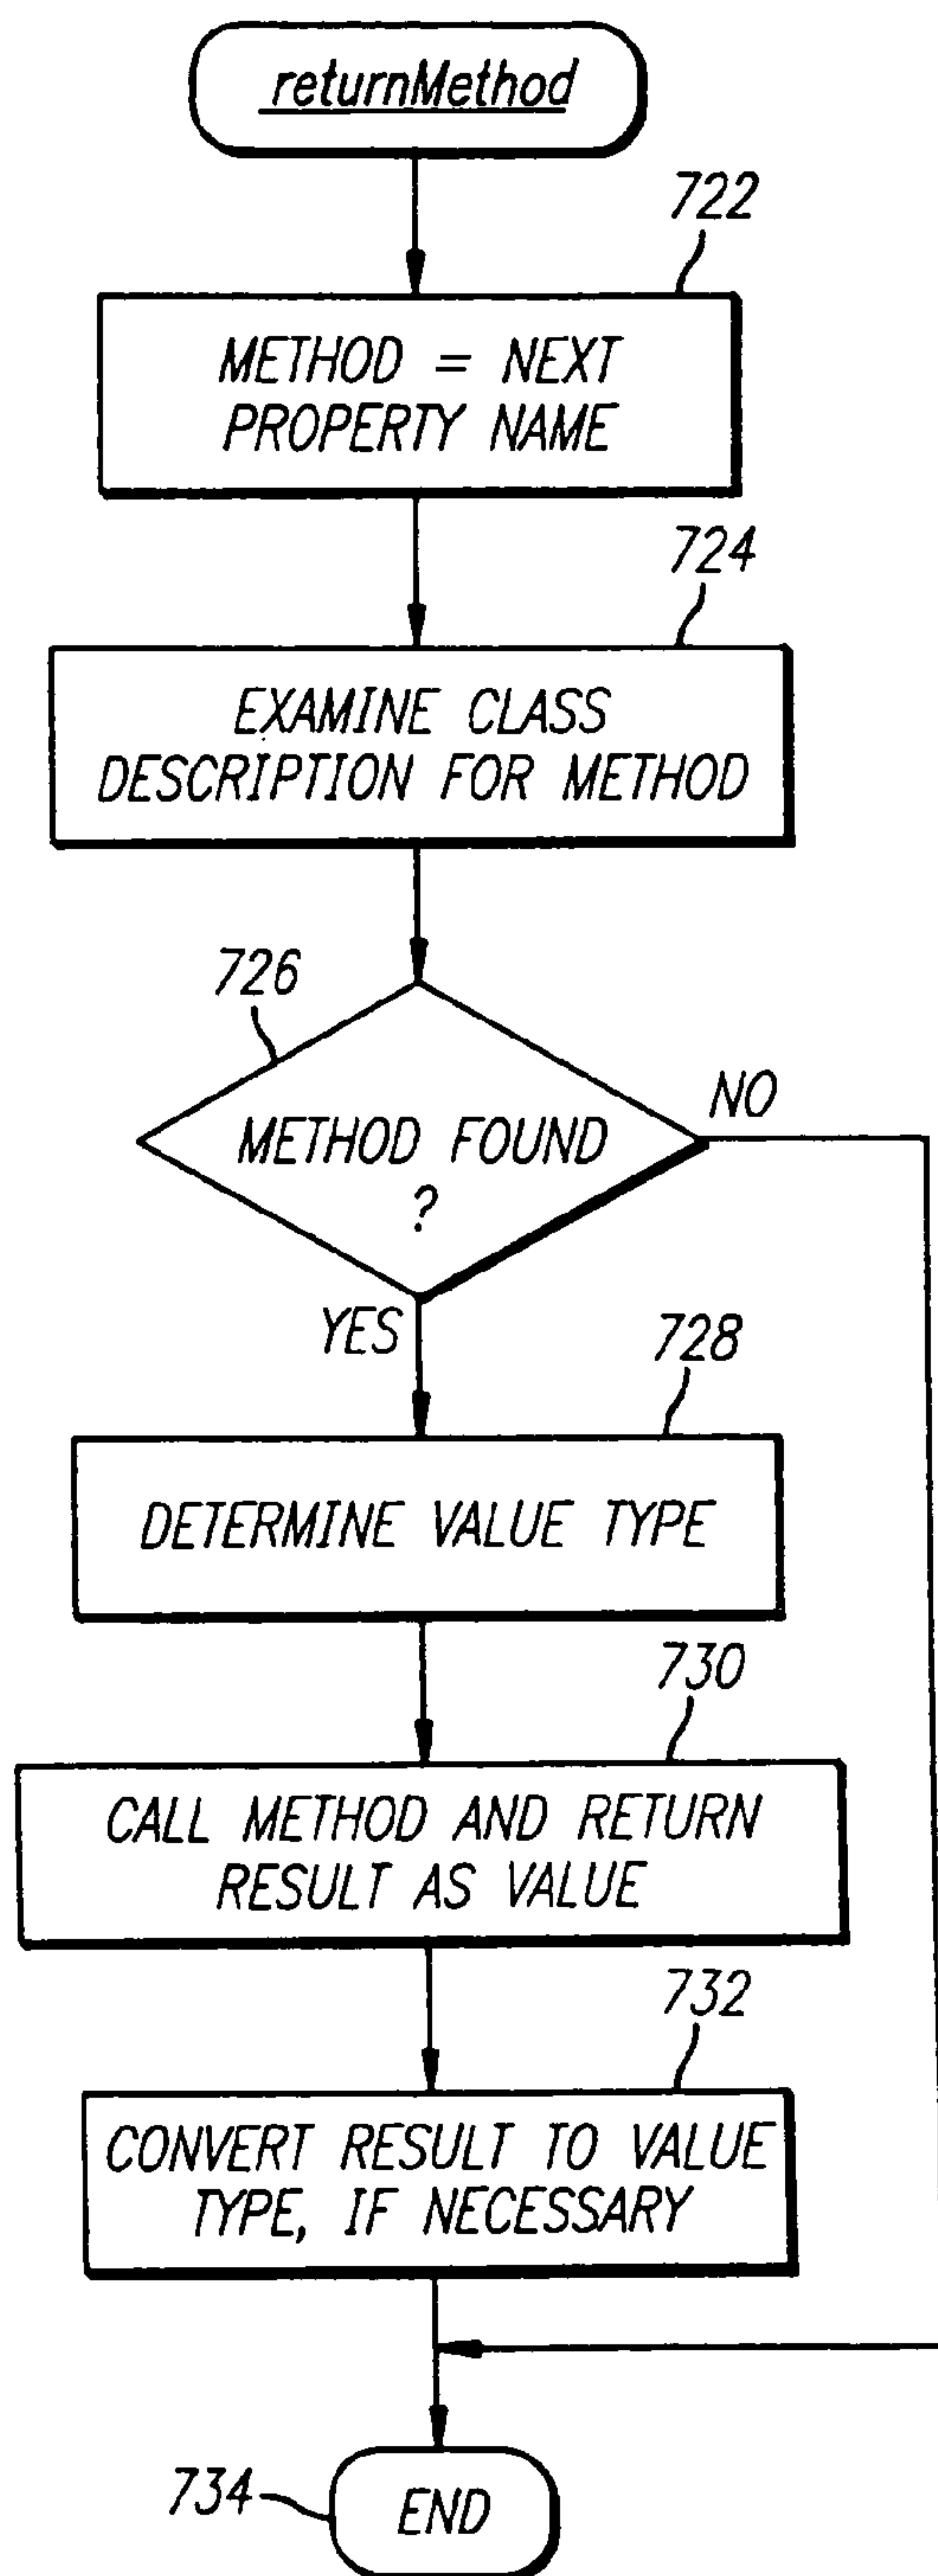 returnMethod
722
METHOD = NEXT
PROPERTY NAME
724
EXAMINE CLASS
DESCRIPTION FOR METHOD
726
METHOD FOUND
?
NO
YES
728
DETERMINE VALUE TYPE
730
CALL METHOD AND RETURN
RESULT AS VALUE
732
CONVERT RESULT TO VALUE
TYPE, IF NECESSARY
734
END